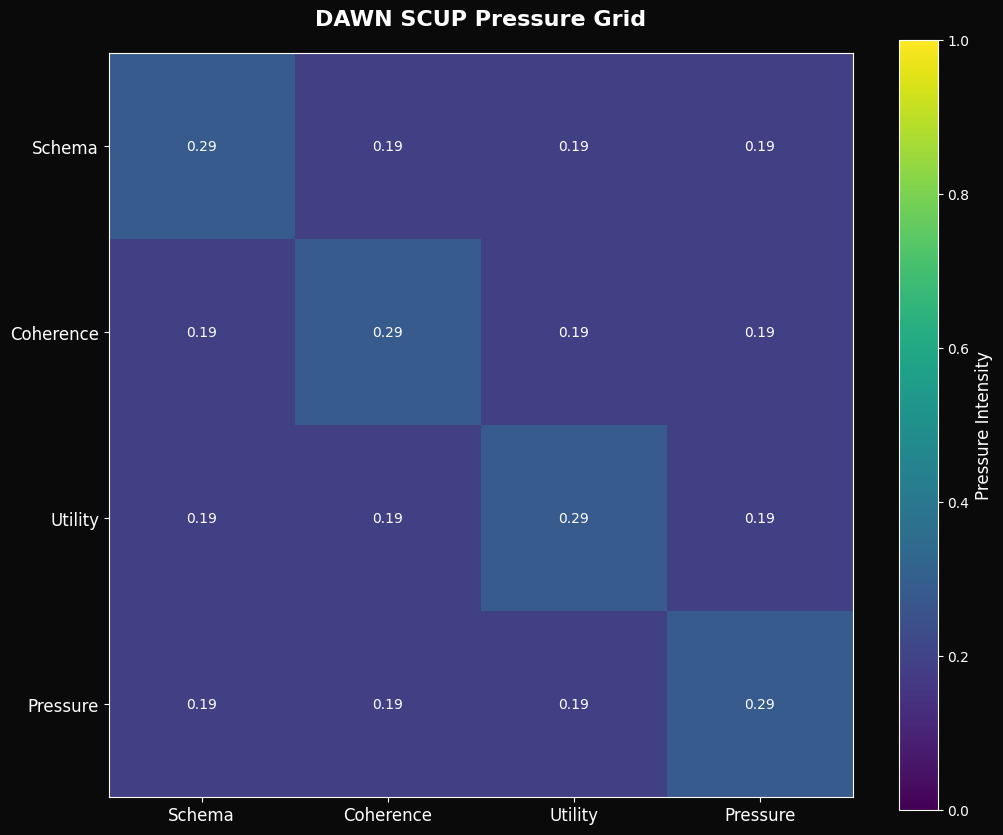 DAWN SCUP Pressure Grid
1.0
Schema 0.29 0.19 0.19 0.19
0.8
Coherence 0.19 0.29 0.19 0.19
0.6
Pressure Intensity
0.4
Utility 0.19 0.19 0.29 0.19
0.2
Pressure 0.19 0.19 0.19 0.29
0.0
Schema Coherence Utility Pressure